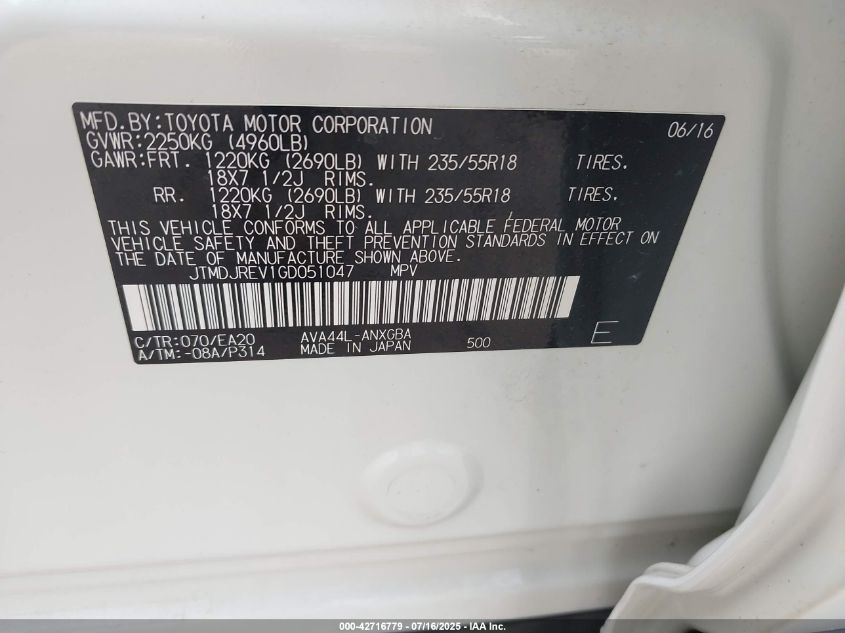 MFD.BY:TOYOTA MOTOR CORPORATION 06/16
GVWR:2250KG (4960LB)
GAWR:FRT. 1220KG (2690LB) WITH 235/55R18 TIRES.
18X7 1/2J RIMS.
RR. 1220KG (2690LB) WITH 235/55R18 TIRES.
18X7 1/2J RIMS.
THIS VEHICLE CONFORMS TO ALL APPLICABLE FEDERAL MOTOR
VEHICLE SAFETY AND THEFT PREVENTION STANDARDS IN EFFECT ON
THE DATE OF MANUFACTURE SHOWN ABOVE.
JTMDJREV1GD051047 MPV
C/TR:070/EA20 AVA44L-ANXGBA
A/TM:-08A/P314 MADE IN JAPAN 500 E
000-42716779 - 07/16/2025 - IAA Inc.